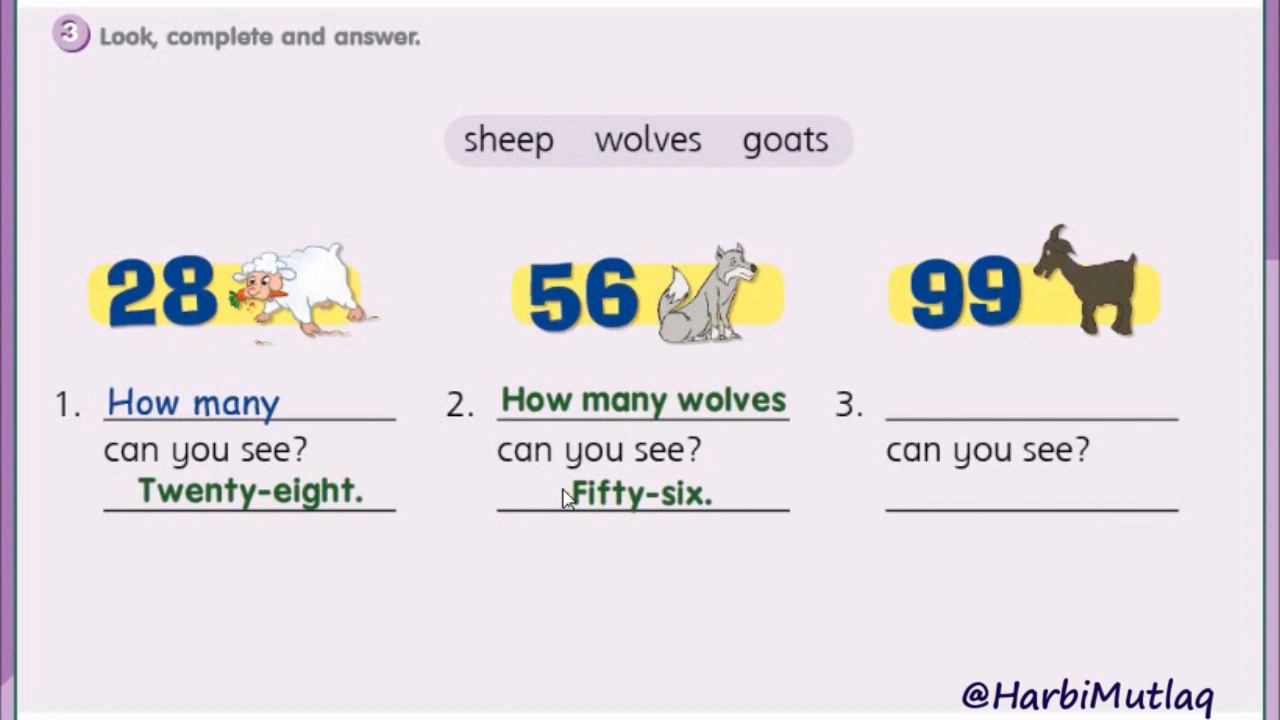 3 Look, complete and answer.
sheep wolves goats
28 56 99
1. How many
can you see?
Twenty-eight.
2. How many wolves
can you see?
Fifty-six.
3.
can you see?
@HarbiMutlaq